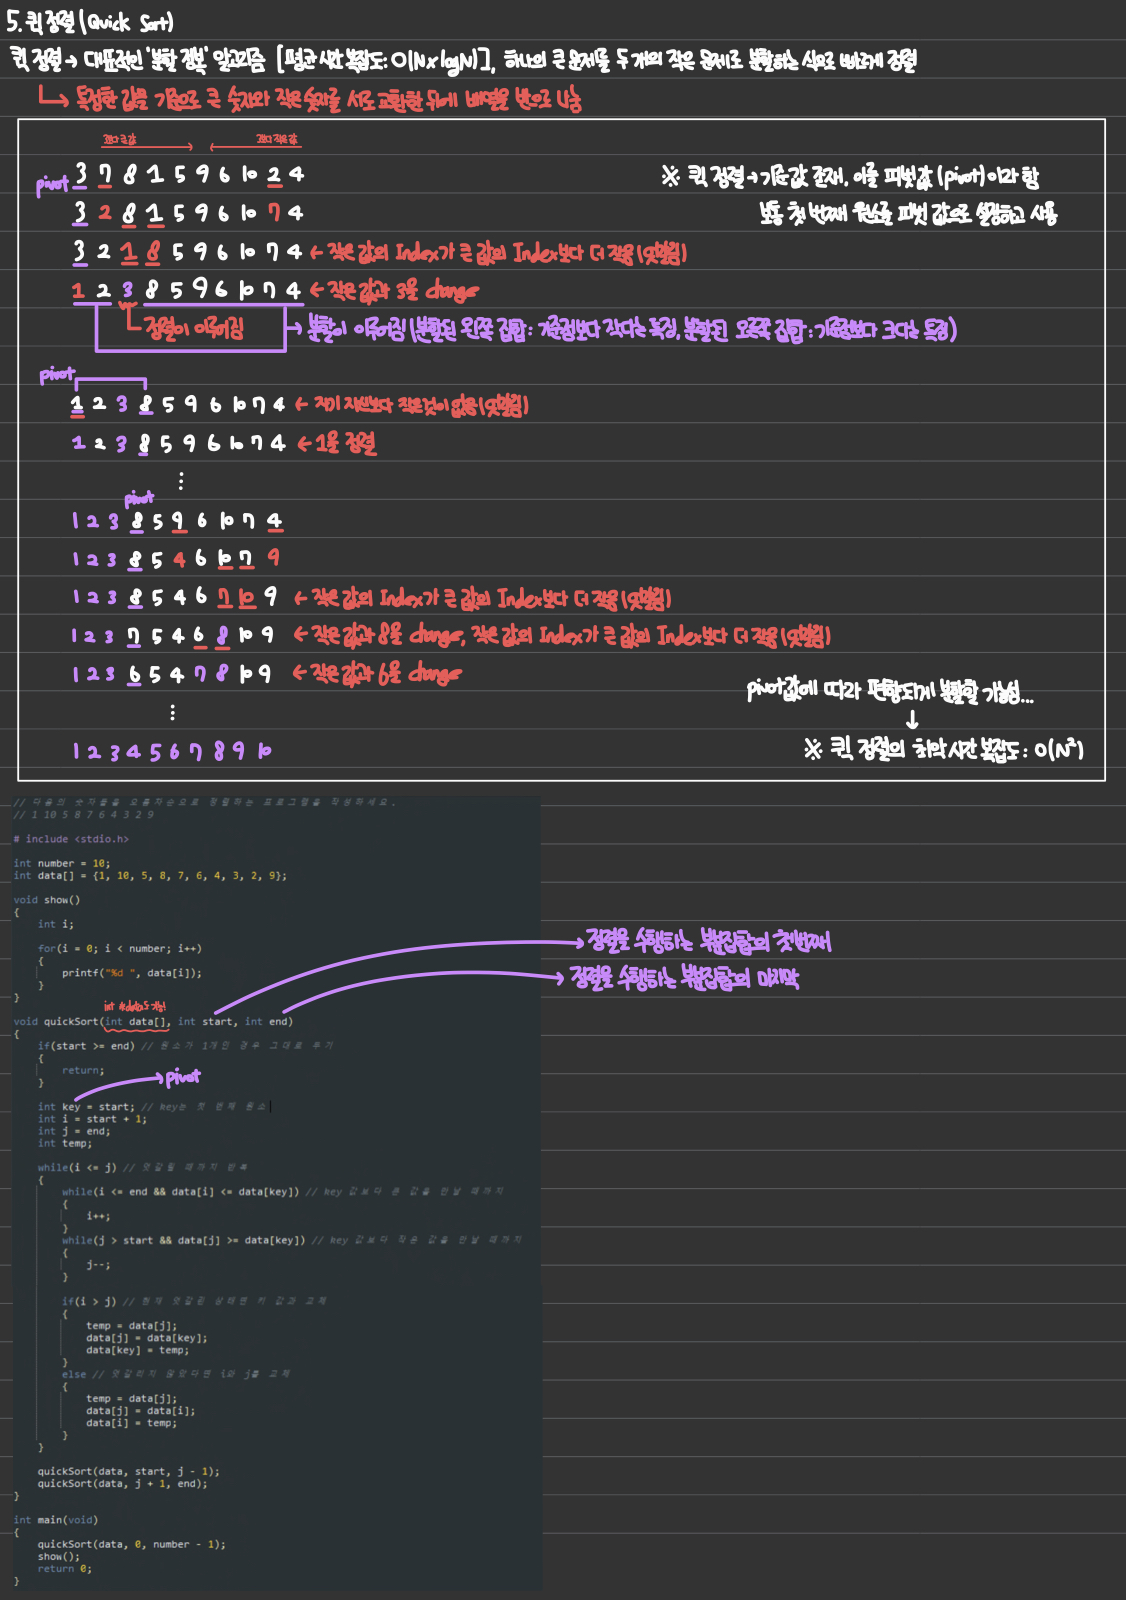 5. 퀵 정렬 (Quick Sort)
퀵 정렬 → 대표적인 '분할 정복' 알고리즘 [평균 시간 복잡도 : O(N×logN)], 하나의 큰 문제를 두 개의 작은 문제로 분할하는 식으로 빠르게 정렬
↳ 특정한 값을 기준으로 큰 숫자와 작은 숫자를 서로 교환한 뒤에 배열을 반으로 나눔
3보다 큰 값 → ← 3보다 작은 값
pivot 3 7 8 1 5 9 6 10 2 4
※ 퀵 정렬 → 기준값 존재, 이를 피벗 값 (pivot)이라 함
3 2 8 1 5 9 6 10 7 4
보통 첫 번째 원소를 피벗 값으로 설정하고 사용
3 2 1 8 5 9 6 10 7 4 ← 작은 값의 Index가 큰 값의 Index보다 더 작음 (엇갈림)
1 2 3 8 5 9 6 10 7 4 ← 작은 값과 3을 change
정렬이 이루어짐
→ 분할이 이루어짐 (분할된 왼쪽 집합 : 기준점보다 작다는 특징, 분할된 오른쪽 집합 : 기준점보다 크다는 특징)
pivot
1 2 3 8 5 9 6 10 7 4 ← 자기 자신보다 작은 것이 없음 (엇갈림)
1 2 3 8 5 9 6 10 7 4 ← 1을 정렬
⋮
pivot
1 2 3 8 5 9 6 10 7 4
1 2 3 8 5 4 6 10 7 9
1 2 3 8 5 4 6 7 10 9 ← 작은 값의 Index가 큰 값의 Index보다 더 작음 (엇갈림)
1 2 3 7 5 4 6 8 10 9 ← 작은 값과 8을 change, 작은 값의 Index가 큰 값의 Index보다 더 작음 (엇갈림)
1 2 3 6 5 4 7 8 10 9 ← 작은 값과 6을 change
pivot값에 따라 편향되게 분할할 가능성...
⋮
↓
1 2 3 4 5 6 7 8 9 10
※ 퀵 정렬의 최악 시간 복잡도 : O(N²)
// 다음의 숫자들을 오름차순으로 정렬하는 프로그램을 작성하세요.
// 1 10 5 8 7 6 4 3 2 9
# include <stdio.h>
int number = 10;
int data[] = {1, 10, 5, 8, 7, 6, 4, 3, 2, 9};
void show()
{
int i;
for(i = 0; i < number; i++)
{
printf("%d ", data[i]);
}
}
→ 정렬을 수행하는 부분집합의 첫 번째
→ 정렬을 수행하는 부분집합의 마지막
int *data도 가능!
void quickSort(int data[], int start, int end)
{
if(start >= end) // 원소가 1개인 경우 그대로 두기
{
return;
}
→ pivot
int key = start; // key는 첫 번째 원소
int i = start + 1;
int j = end;
int temp;
while(i <= j) // 엇갈릴 때까지 반복
{
while(i <= end && data[i] <= data[key]) // key 값보다 큰 값을 만날 때까지
{
i++;
}
while(j > start && data[j] >= data[key]) // key 값보다 작은 값을 만날 때까지
{
j--;
}
if(i > j) // 현재 엇갈린 상태면 키 값과 교체
{
temp = data[j];
data[j] = data[key];
data[key] = temp;
}
else // 엇갈리지 않았다면 i와 j를 교체
{
temp = data[j];
data[j] = data[i];
data[i] = temp;
}
}
quickSort(data, start, j - 1);
quickSort(data, j + 1, end);
}
int main(void)
{
quickSort(data, 0, number - 1);
show();
return 0;
}